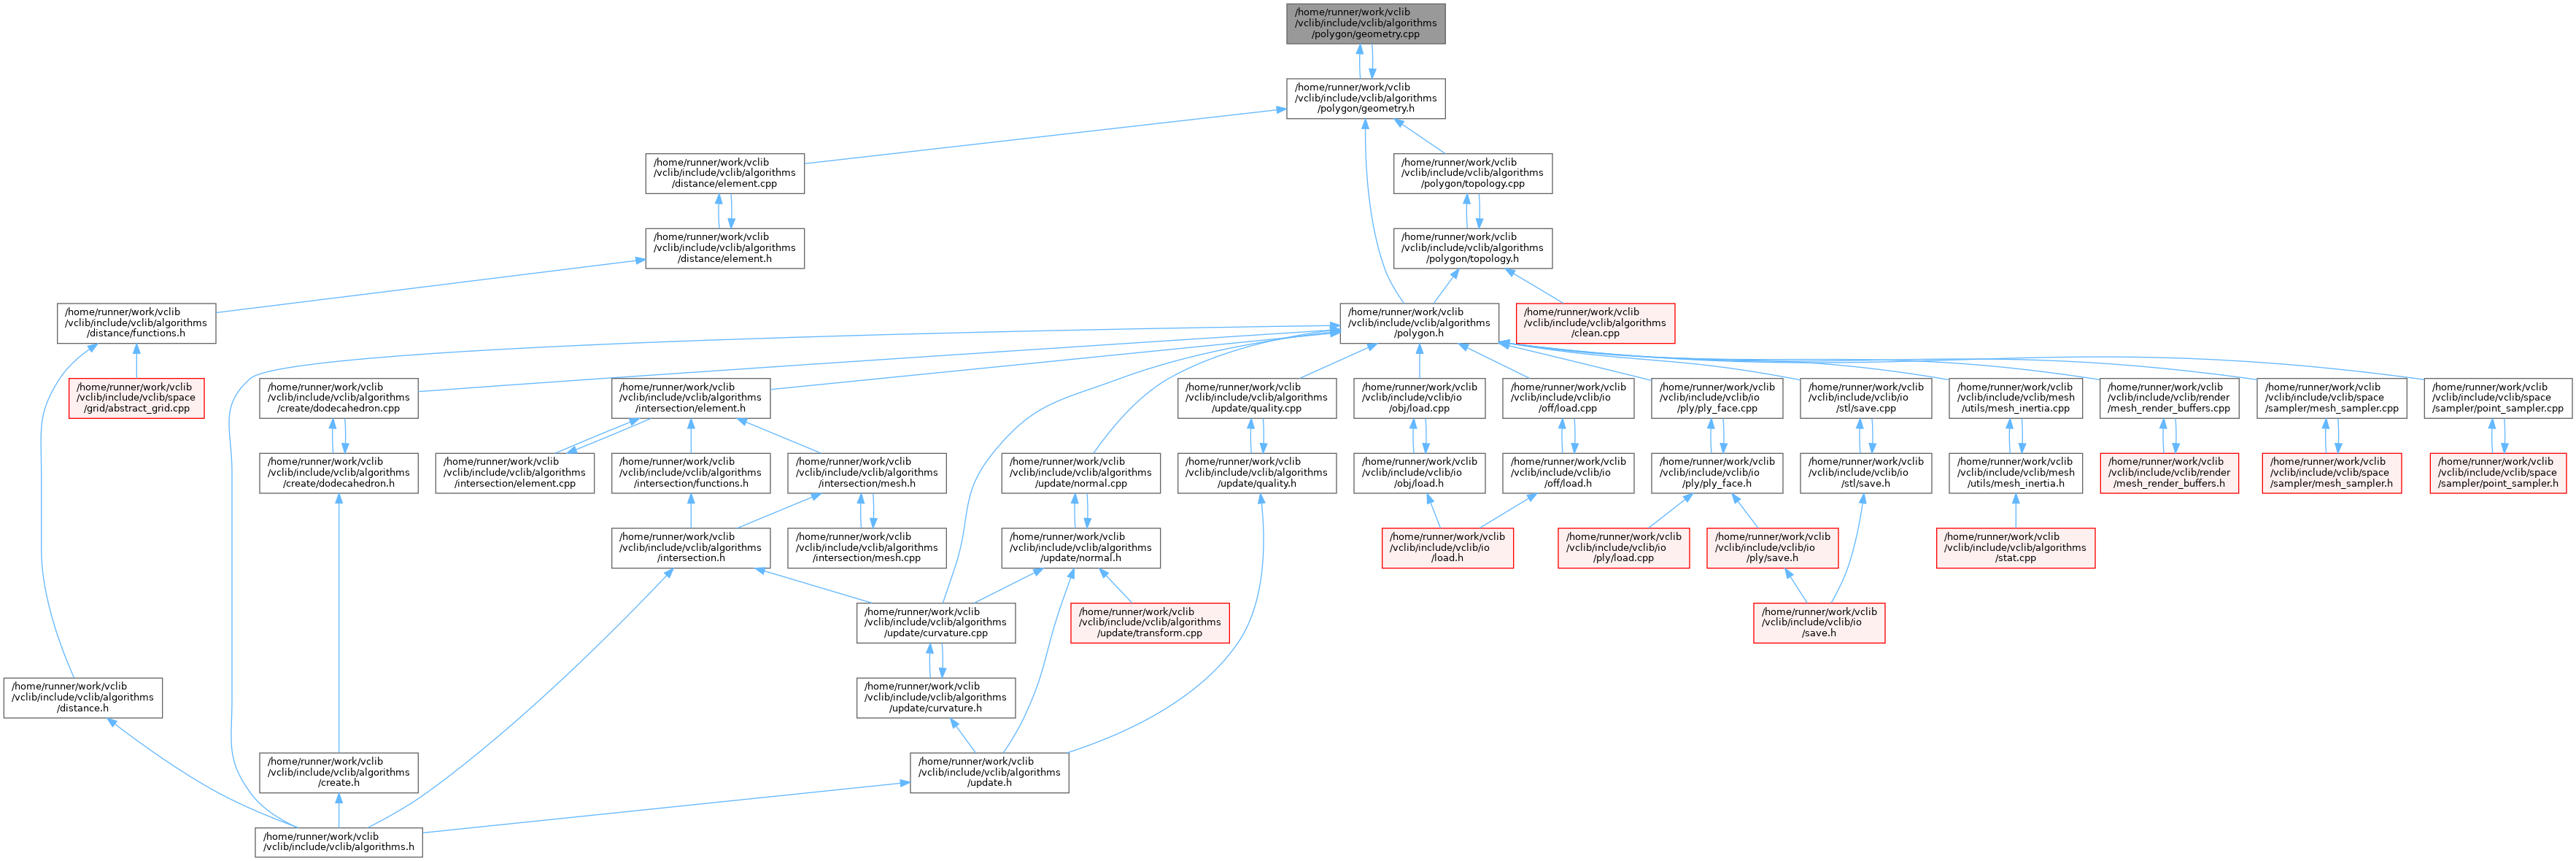 /home/runner/work/vclib
/vclib/include/vclib/algorithms
/polygon/geometry.cpp
/home/runner/work/vclib
/vclib/include/vclib/algorithms
/polygon/geometry.h
/home/runner/work/vclib
/vclib/include/vclib/algorithms
/distance/element.cpp
/home/runner/work/vclib
/vclib/include/vclib/algorithms
/polygon/topology.cpp
/home/runner/work/vclib
/vclib/include/vclib/algorithms
/distance/element.h
/home/runner/work/vclib
/vclib/include/vclib/algorithms
/polygon/topology.h
/home/runner/work/vclib
/vclib/include/vclib/algorithms
/distance/functions.h
/home/runner/work/vclib
/vclib/include/vclib/algorithms
/polygon.h
/home/runner/work/vclib
/vclib/include/vclib/algorithms
/clean.cpp
/home/runner/work/vclib
/vclib/include/vclib/space
/grid/abstract_grid.cpp
/home/runner/work/vclib
/vclib/include/vclib/algorithms
/create/dodecahedron.cpp
/home/runner/work/vclib
/vclib/include/vclib/algorithms
/intersection/element.h
/home/runner/work/vclib
/vclib/include/vclib/algorithms
/update/quality.cpp
/home/runner/work/vclib
/vclib/include/vclib/io
/obj/load.cpp
/home/runner/work/vclib
/vclib/include/vclib/io
/off/load.cpp
/home/runner/work/vclib
/vclib/include/vclib/io
/ply/ply_face.cpp
/home/runner/work/vclib
/vclib/include/vclib/io
/stl/save.cpp
/home/runner/work/vclib
/vclib/include/vclib/mesh
/utils/mesh_inertia.cpp
/home/runner/work/vclib
/vclib/include/vclib/render
/mesh_render_buffers.cpp
/home/runner/work/vclib
/vclib/include/vclib/space
/sampler/mesh_sampler.cpp
/home/runner/work/vclib
/vclib/include/vclib/space
/sampler/point_sampler.cpp
/home/runner/work/vclib
/vclib/include/vclib/algorithms
/create/dodecahedron.h
/home/runner/work/vclib
/vclib/include/vclib/algorithms
/intersection/element.cpp
/home/runner/work/vclib
/vclib/include/vclib/algorithms
/intersection/functions.h
/home/runner/work/vclib
/vclib/include/vclib/algorithms
/intersection/mesh.h
/home/runner/work/vclib
/vclib/include/vclib/algorithms
/update/normal.cpp
/home/runner/work/vclib
/vclib/include/vclib/algorithms
/update/quality.h
/home/runner/work/vclib
/vclib/include/vclib/io
/obj/load.h
/home/runner/work/vclib
/vclib/include/vclib/io
/off/load.h
/home/runner/work/vclib
/vclib/include/vclib/io
/ply/ply_face.h
/home/runner/work/vclib
/vclib/include/vclib/io
/stl/save.h
/home/runner/work/vclib
/vclib/include/vclib/mesh
/utils/mesh_inertia.h
/home/runner/work/vclib
/vclib/include/vclib/render
/mesh_render_buffers.h
/home/runner/work/vclib
/vclib/include/vclib/space
/sampler/mesh_sampler.h
/home/runner/work/vclib
/vclib/include/vclib/space
/sampler/point_sampler.h
/home/runner/work/vclib
/vclib/include/vclib/algorithms
/intersection.h
/home/runner/work/vclib
/vclib/include/vclib/algorithms
/intersection/mesh.cpp
/home/runner/work/vclib
/vclib/include/vclib/algorithms
/update/normal.h
/home/runner/work/vclib
/vclib/include/vclib/io
/load.h
/home/runner/work/vclib
/vclib/include/vclib/io
/ply/load.cpp
/home/runner/work/vclib
/vclib/include/vclib/io
/ply/save.h
/home/runner/work/vclib
/vclib/include/vclib/algorithms
/stat.cpp
/home/runner/work/vclib
/vclib/include/vclib/algorithms
/update/curvature.cpp
/home/runner/work/vclib
/vclib/include/vclib/algorithms
/update/transform.cpp
/home/runner/work/vclib
/vclib/include/vclib/io
/save.h
/home/runner/work/vclib
/vclib/include/vclib/algorithms
/distance.h
/home/runner/work/vclib
/vclib/include/vclib/algorithms
/update/curvature.h
/home/runner/work/vclib
/vclib/include/vclib/algorithms
/create.h
/home/runner/work/vclib
/vclib/include/vclib/algorithms
/update.h
/home/runner/work/vclib
/vclib/include/vclib/algorithms.h